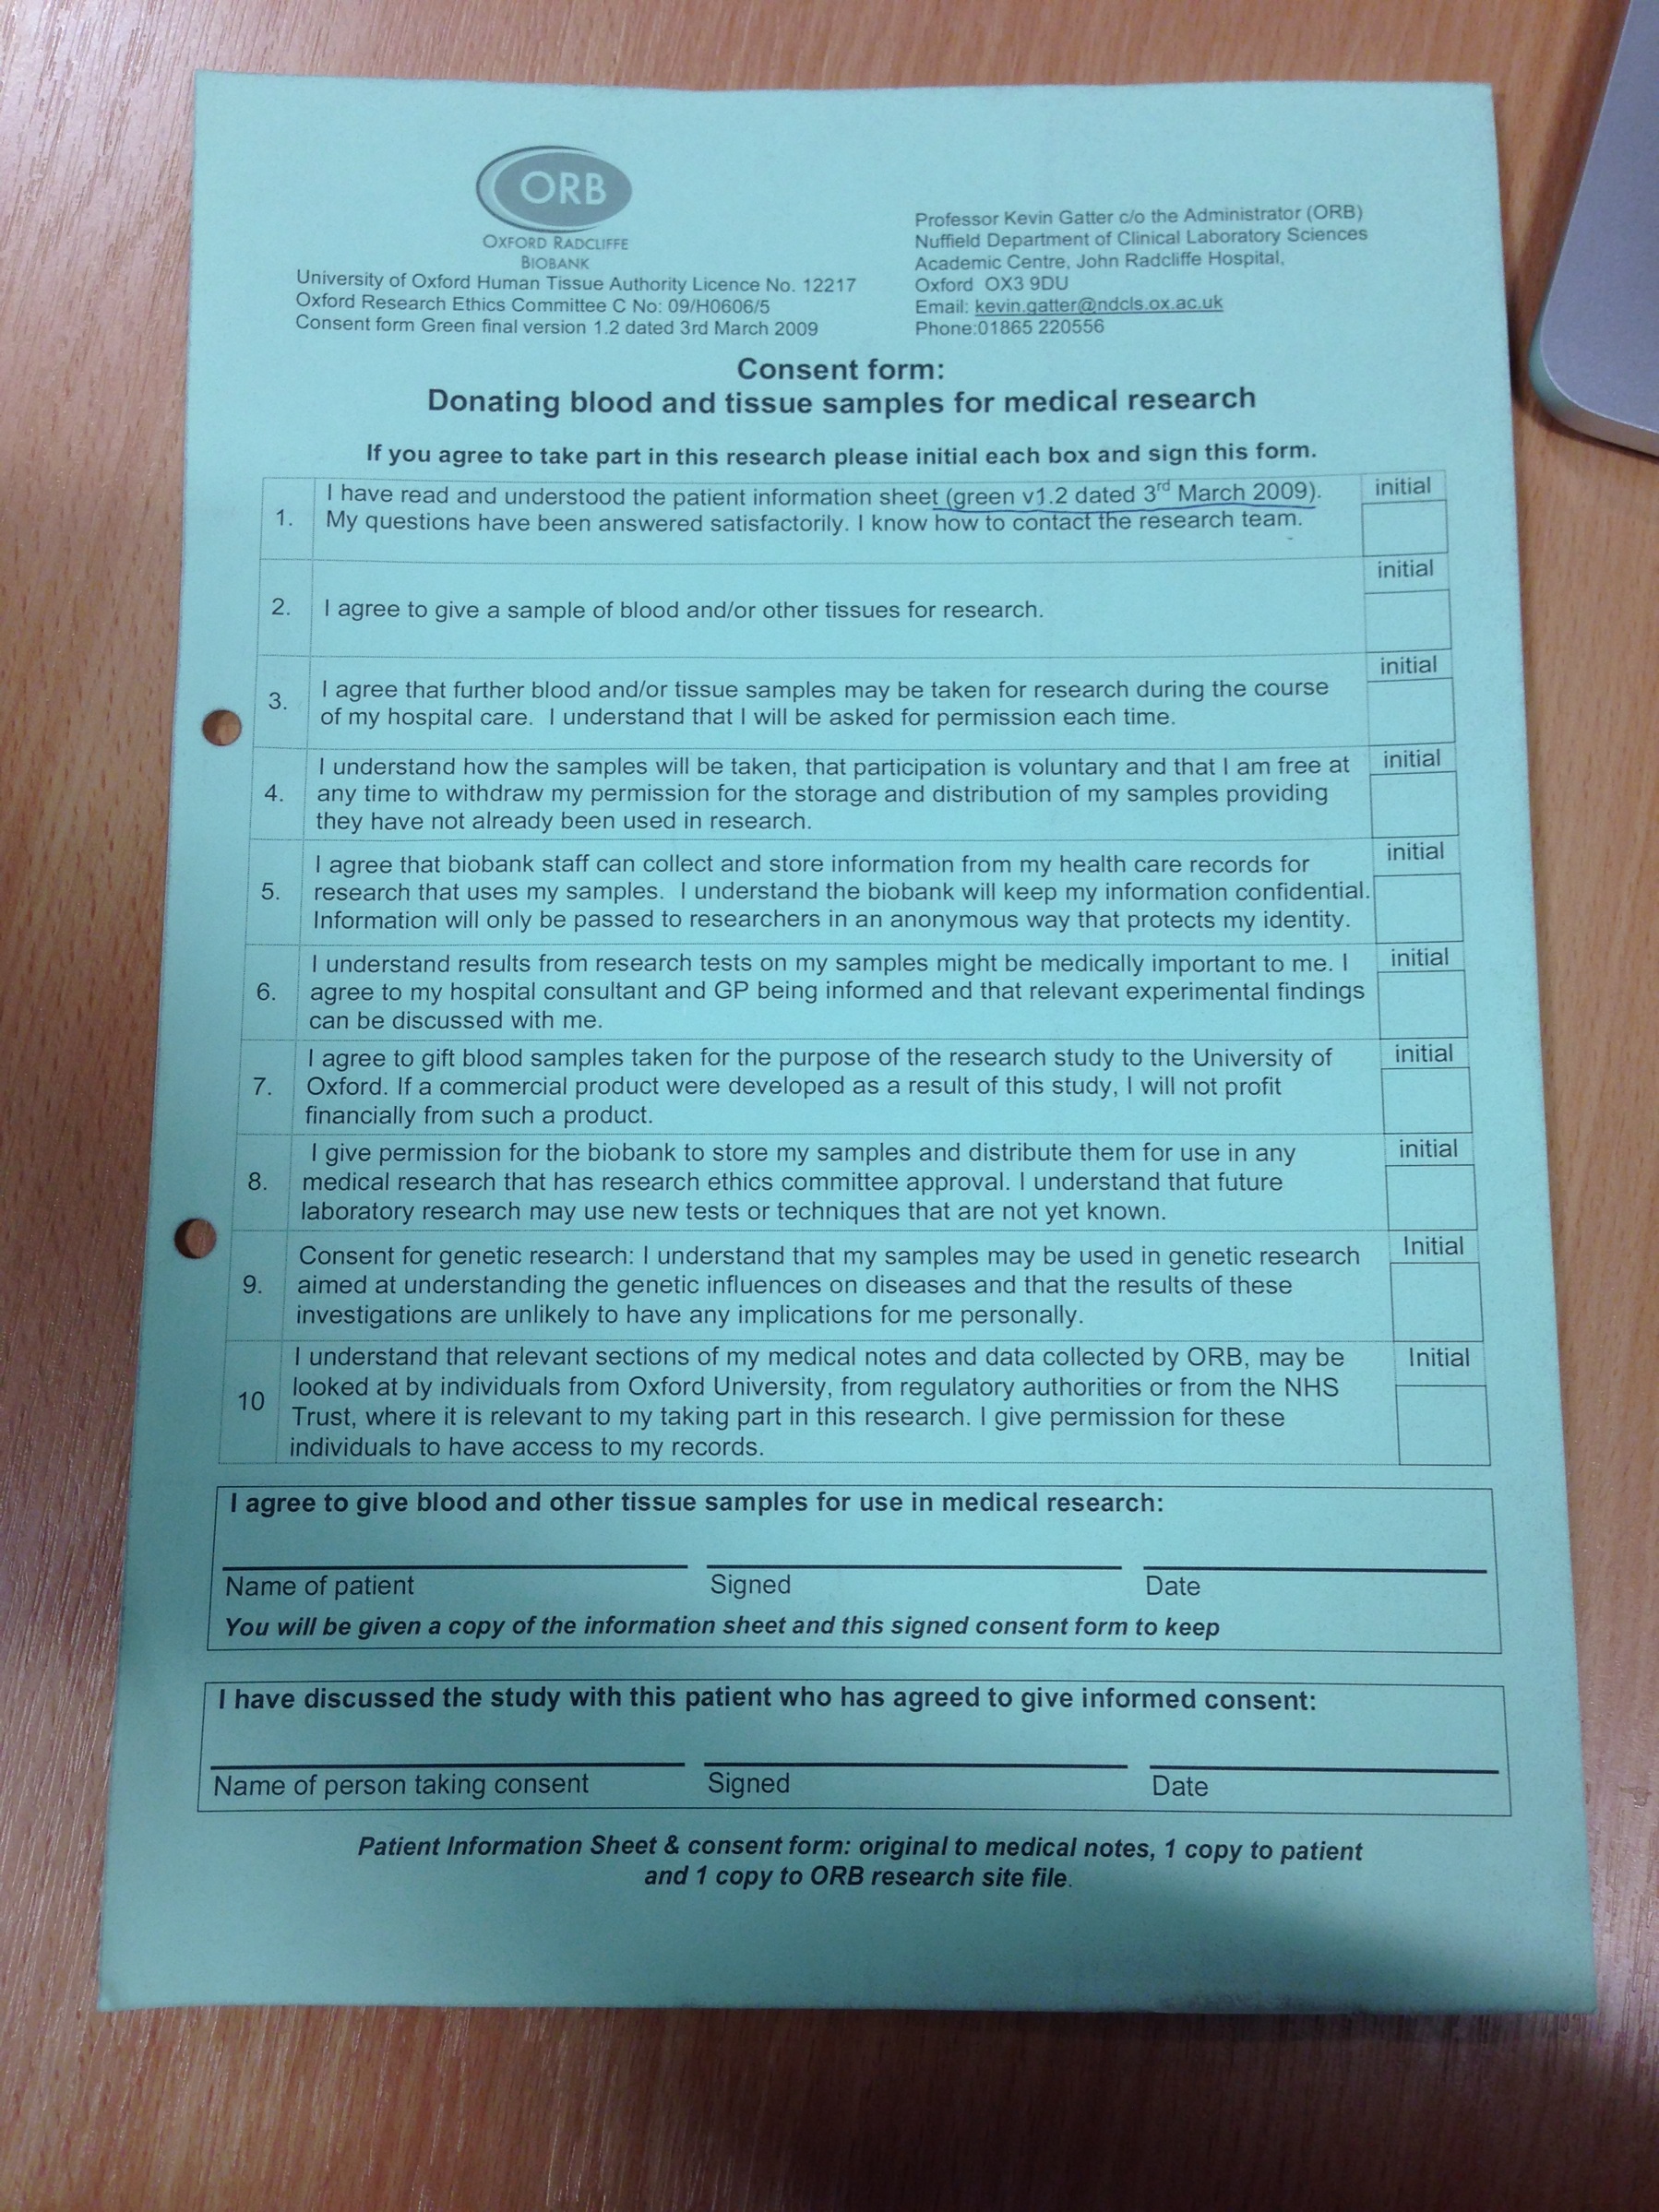 ORB
OXFORD RADCLIFFE
BIOBANK
University of Oxford Human Tissue Authority Licence No. 12217
Oxford Research Ethics Committee C No: 09/H0606/5
Consent form Green final version 1.2 dated 3rd March 2009
Professor Kevin Gatter c/o the Administrator (ORB)
Nuffield Department of Clinical Laboratory Sciences
Academic Centre, John Radcliffe Hospital,
Oxford OX3 9DU
Email: kevin.gatter@ndcls.ox.ac.uk
Phone:01865 220556
Consent form:
Donating blood and tissue samples for medical research
If you agree to take part in this research please initial each box and sign this form.
1.
I have read and understood the patient information sheet (green v1.2 dated 3rd March 2009).
My questions have been answered satisfactorily. I know how to contact the research team.
initial
2.
I agree to give a sample of blood and/or other tissues for research.
initial
3.
I agree that further blood and/or tissue samples may be taken for research during the course
of my hospital care. I understand that I will be asked for permission each time.
initial
4.
I understand how the samples will be taken, that participation is voluntary and that I am free at
any time to withdraw my permission for the storage and distribution of my samples providing
they have not already been used in research.
initial
5.
I agree that biobank staff can collect and store information from my health care records for
research that uses my samples. I understand the biobank will keep my information confidential.
Information will only be passed to researchers in an anonymous way that protects my identity.
initial
6.
I understand results from research tests on my samples might be medically important to me. I
agree to my hospital consultant and GP being informed and that relevant experimental findings
can be discussed with me.
initial
7.
I agree to gift blood samples taken for the purpose of the research study to the University of
Oxford. If a commercial product were developed as a result of this study, I will not profit
financially from such a product.
initial
8.
I give permission for the biobank to store my samples and distribute them for use in any
medical research that has research ethics committee approval. I understand that future
laboratory research may use new tests or techniques that are not yet known.
initial
9.
Consent for genetic research: I understand that my samples may be used in genetic research
aimed at understanding the genetic influences on diseases and that the results of these
investigations are unlikely to have any implications for me personally.
Initial
10
I understand that relevant sections of my medical notes and data collected by ORB, may be
looked at by individuals from Oxford University, from regulatory authorities or from the NHS
Trust, where it is relevant to my taking part in this research. I give permission for these
individuals to have access to my records.
Initial
I agree to give blood and other tissue samples for use in medical research:
Name of patient Signed Date
You will be given a copy of the information sheet and this signed consent form to keep
I have discussed the study with this patient who has agreed to give informed consent:
Name of person taking consent Signed Date
Patient Information Sheet & consent form: original to medical notes, 1 copy to patient
and 1 copy to ORB research site file.